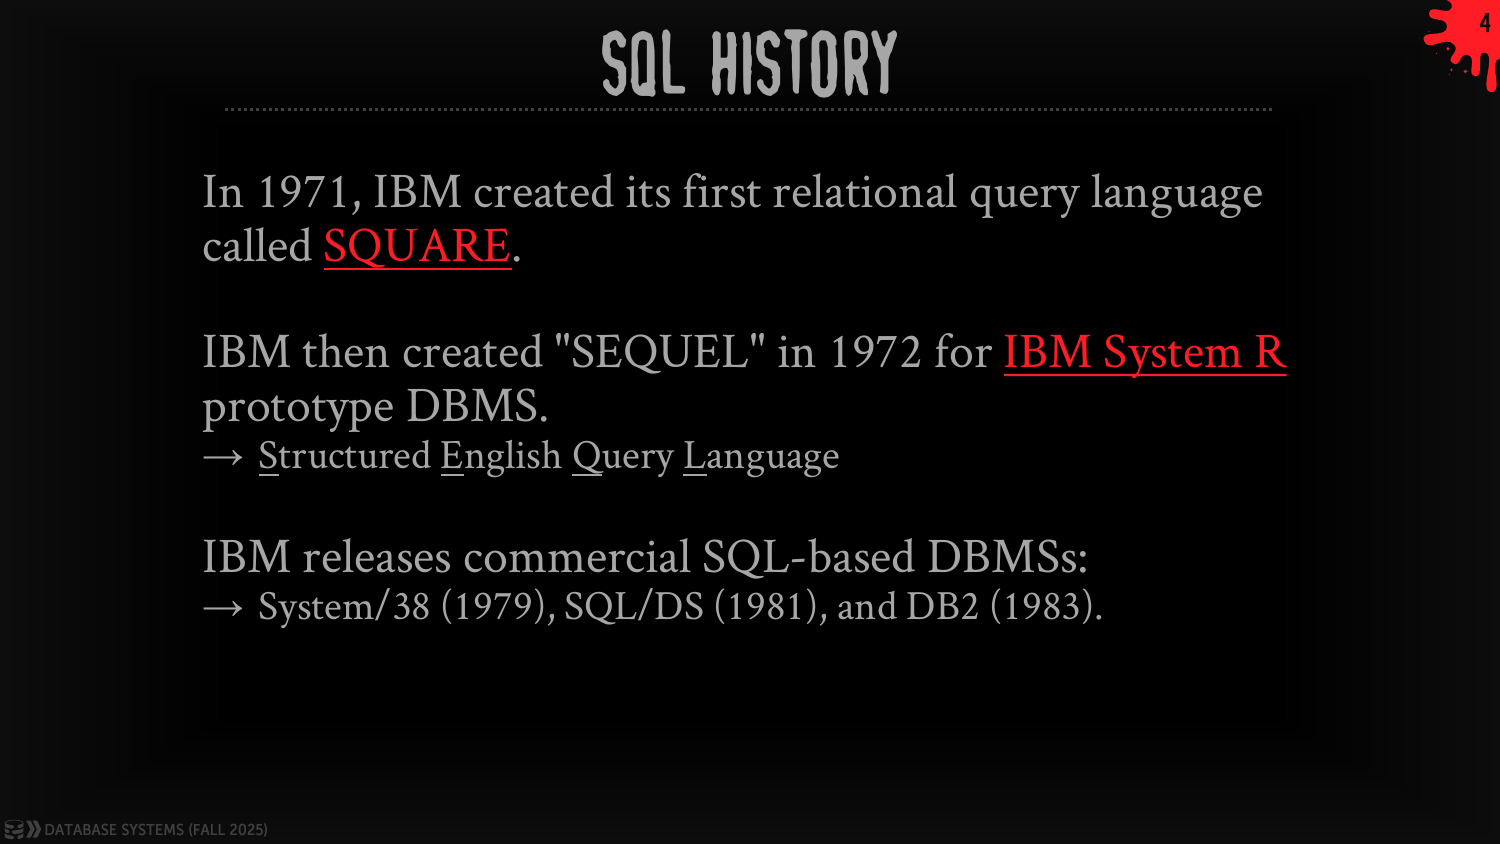 SQL HISTORY
4
In 1971, IBM created its first relational query language
called SQUARE.
IBM then created "SEQUEL" in 1972 for IBM System R
prototype DBMS.
→ Structured English Query Language
IBM releases commercial SQL-based DBMSs:
→ System/38 (1979), SQL/DS (1981), and DB2 (1983).
DATABASE SYSTEMS (FALL 2025)